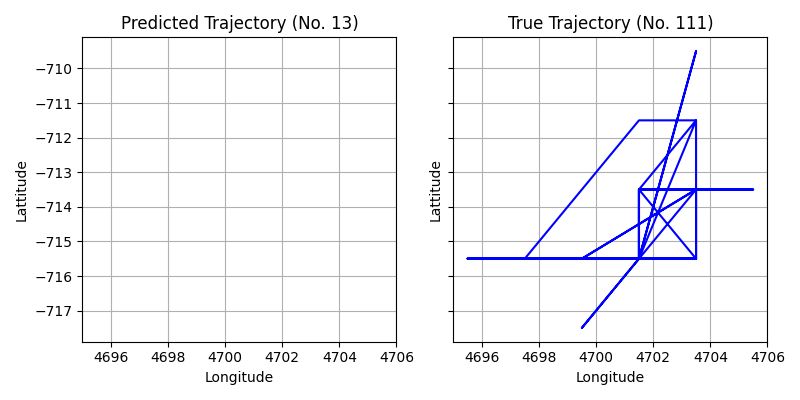 Predicted Trajectory (No. 13)
−710
−711
−712
−713
−714
−715
−716
−717
Lattitude
4696 4698 4700 4702 4704 4706
Longitude
True Trajectory (No. 111)
Lattitude
4696 4698 4700 4702 4704 4706
Longitude